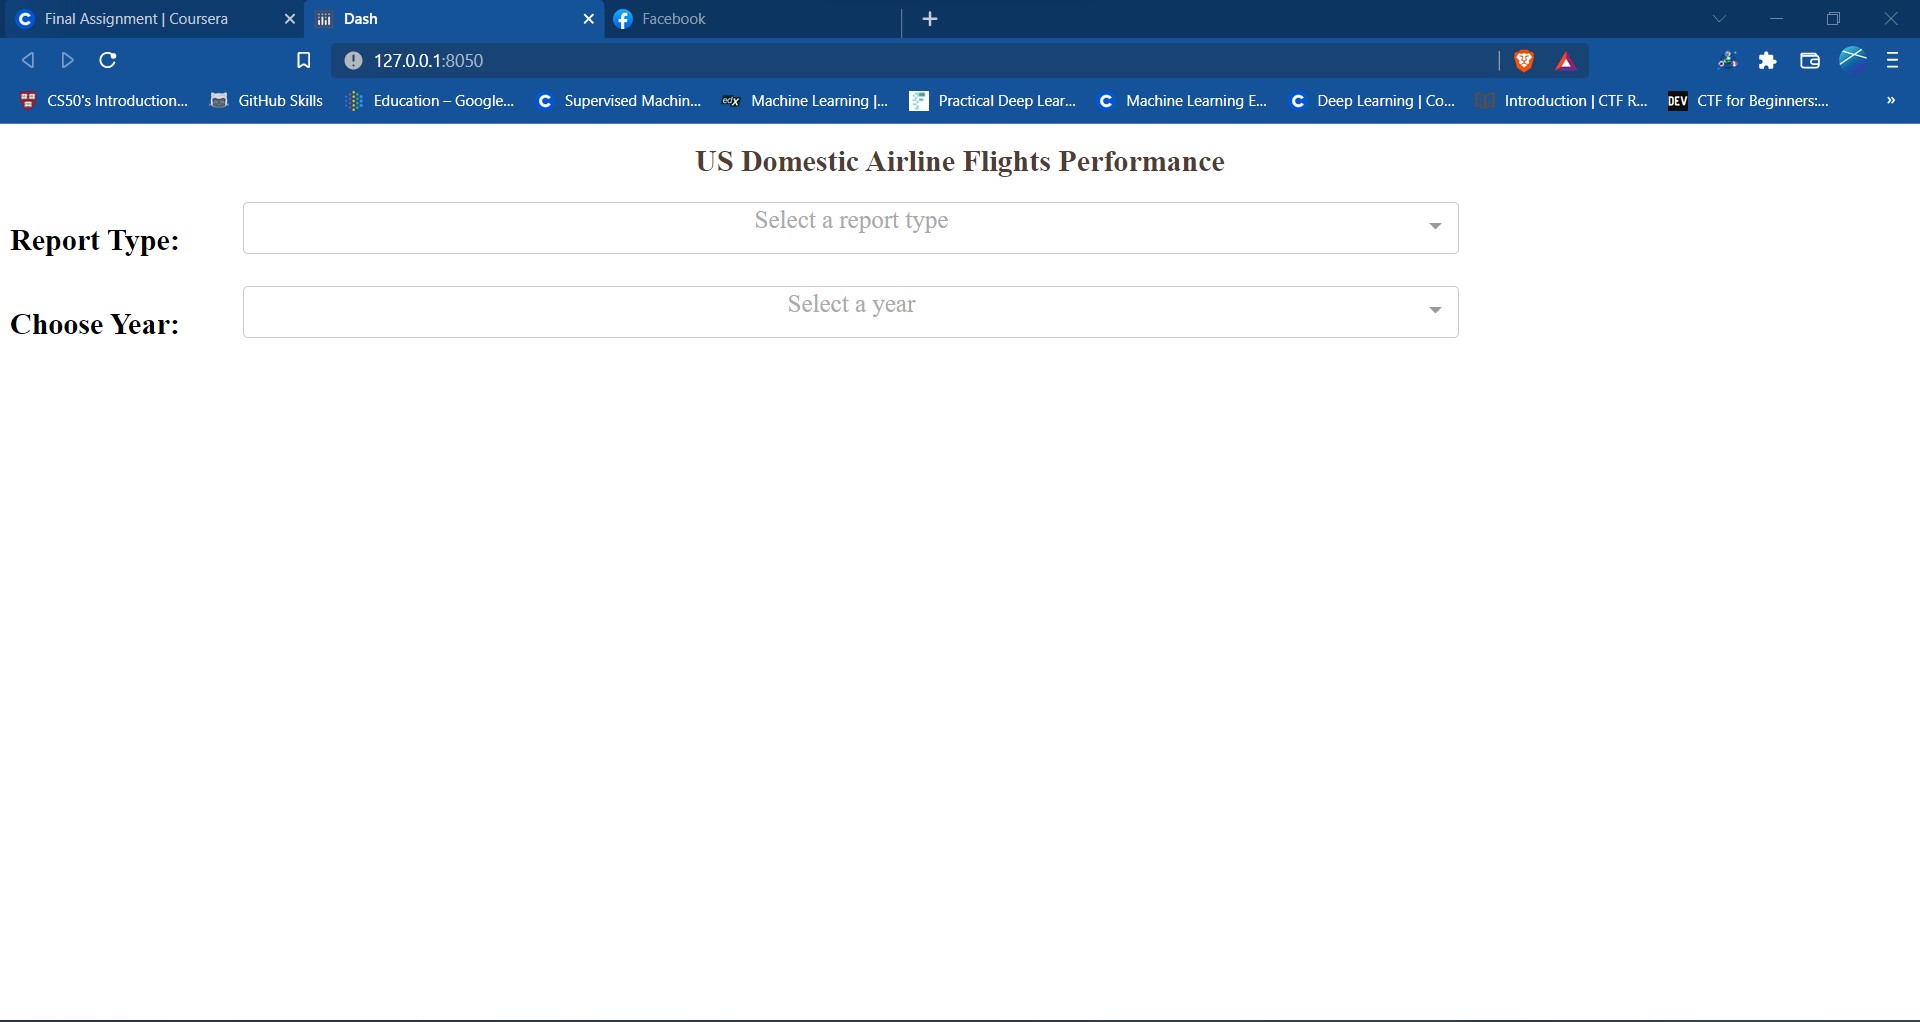 Final Assignment | Coursera
Dash
Facebook
127.0.0.1:8050
CS50's Introduction...
GitHub Skills
Education – Google...
Supervised Machin...
edX
Machine Learning |...
Practical Deep Lear...
Machine Learning E...
Deep Learning | Co...
Introduction | CTF R...
DEV
CTF for Beginners:...
US Domestic Airline Flights Performance
Select a report type
Report Type:
Select a year
Choose Year: